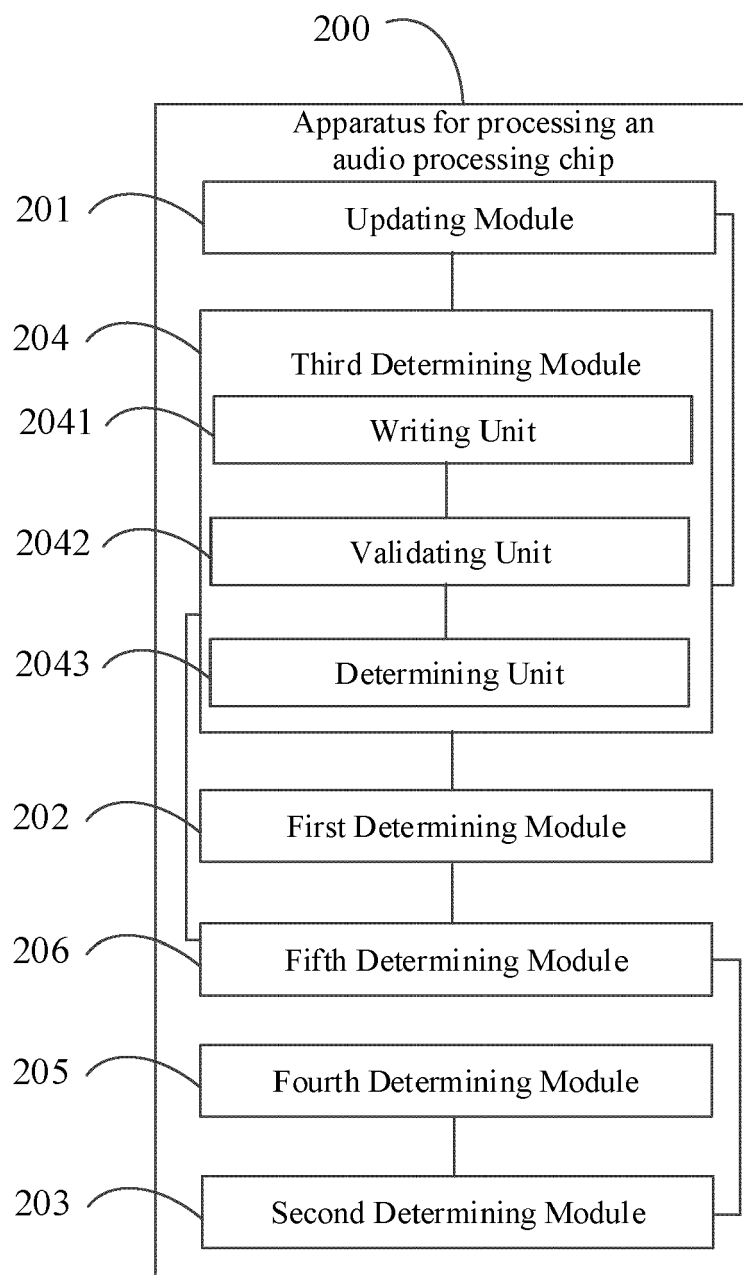 200
Apparatus for processing an
audio processing chip
201
Updating Module
204
Third Determining Module
2041
Writing Unit
2042
Validating Unit
2043
Determining Unit
202
First Determining Module
206
Fifth Determining Module
205
Fourth Determining Module
203
Second Determining Module